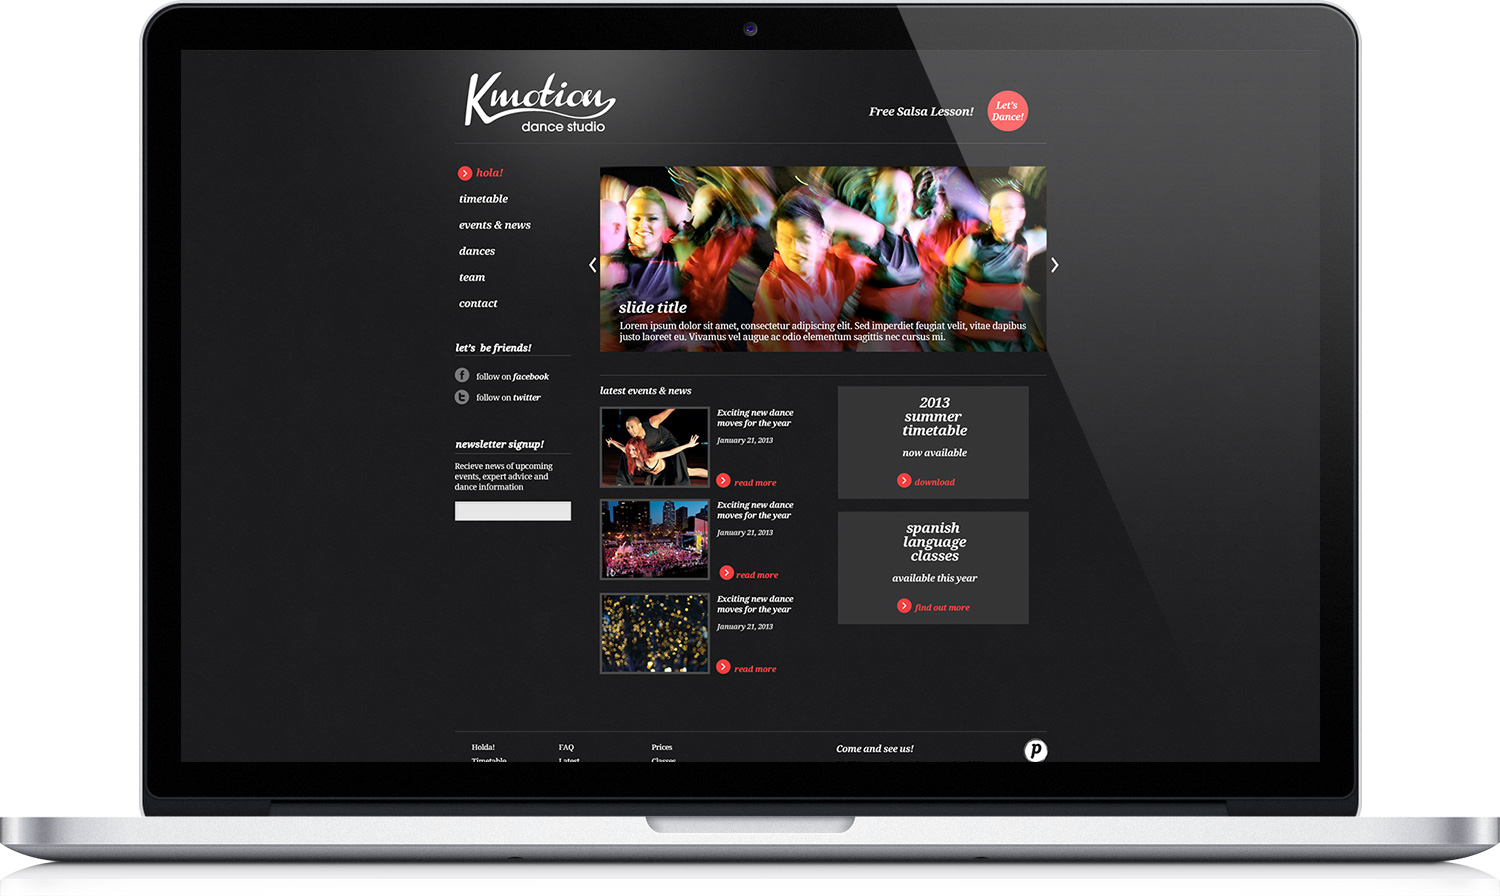 Kmotion
dance studio
Free Salsa Lesson!
Let's
Dance!
hola!
timetable
events & news
dances
team
contact
let's be friends!
follow on facebook
follow on twitter
newsletter signup!
Recieve news of upcoming
events, expert advice and
dance information
slide title
Lorem ipsum dolor sit amet, consectetur adipiscing elit. Sed imperdiet feugiat velit, vitae dapibus
justo laoreet eu. Vivamus vel augue ac odio elementum sagittis nec cursus mi.
latest events & news
Exciting new dance
moves for the year
January 21, 2013
read more
Exciting new dance
moves for the year
January 21, 2013
read more
Exciting new dance
moves for the year
January 21, 2013
read more
2013
summer
timetable
now available
download
spanish
language
classes
available this year
find out more
Holda!
Timetable
FAQ
Latest
Prices
Classes
Come and see us!
p